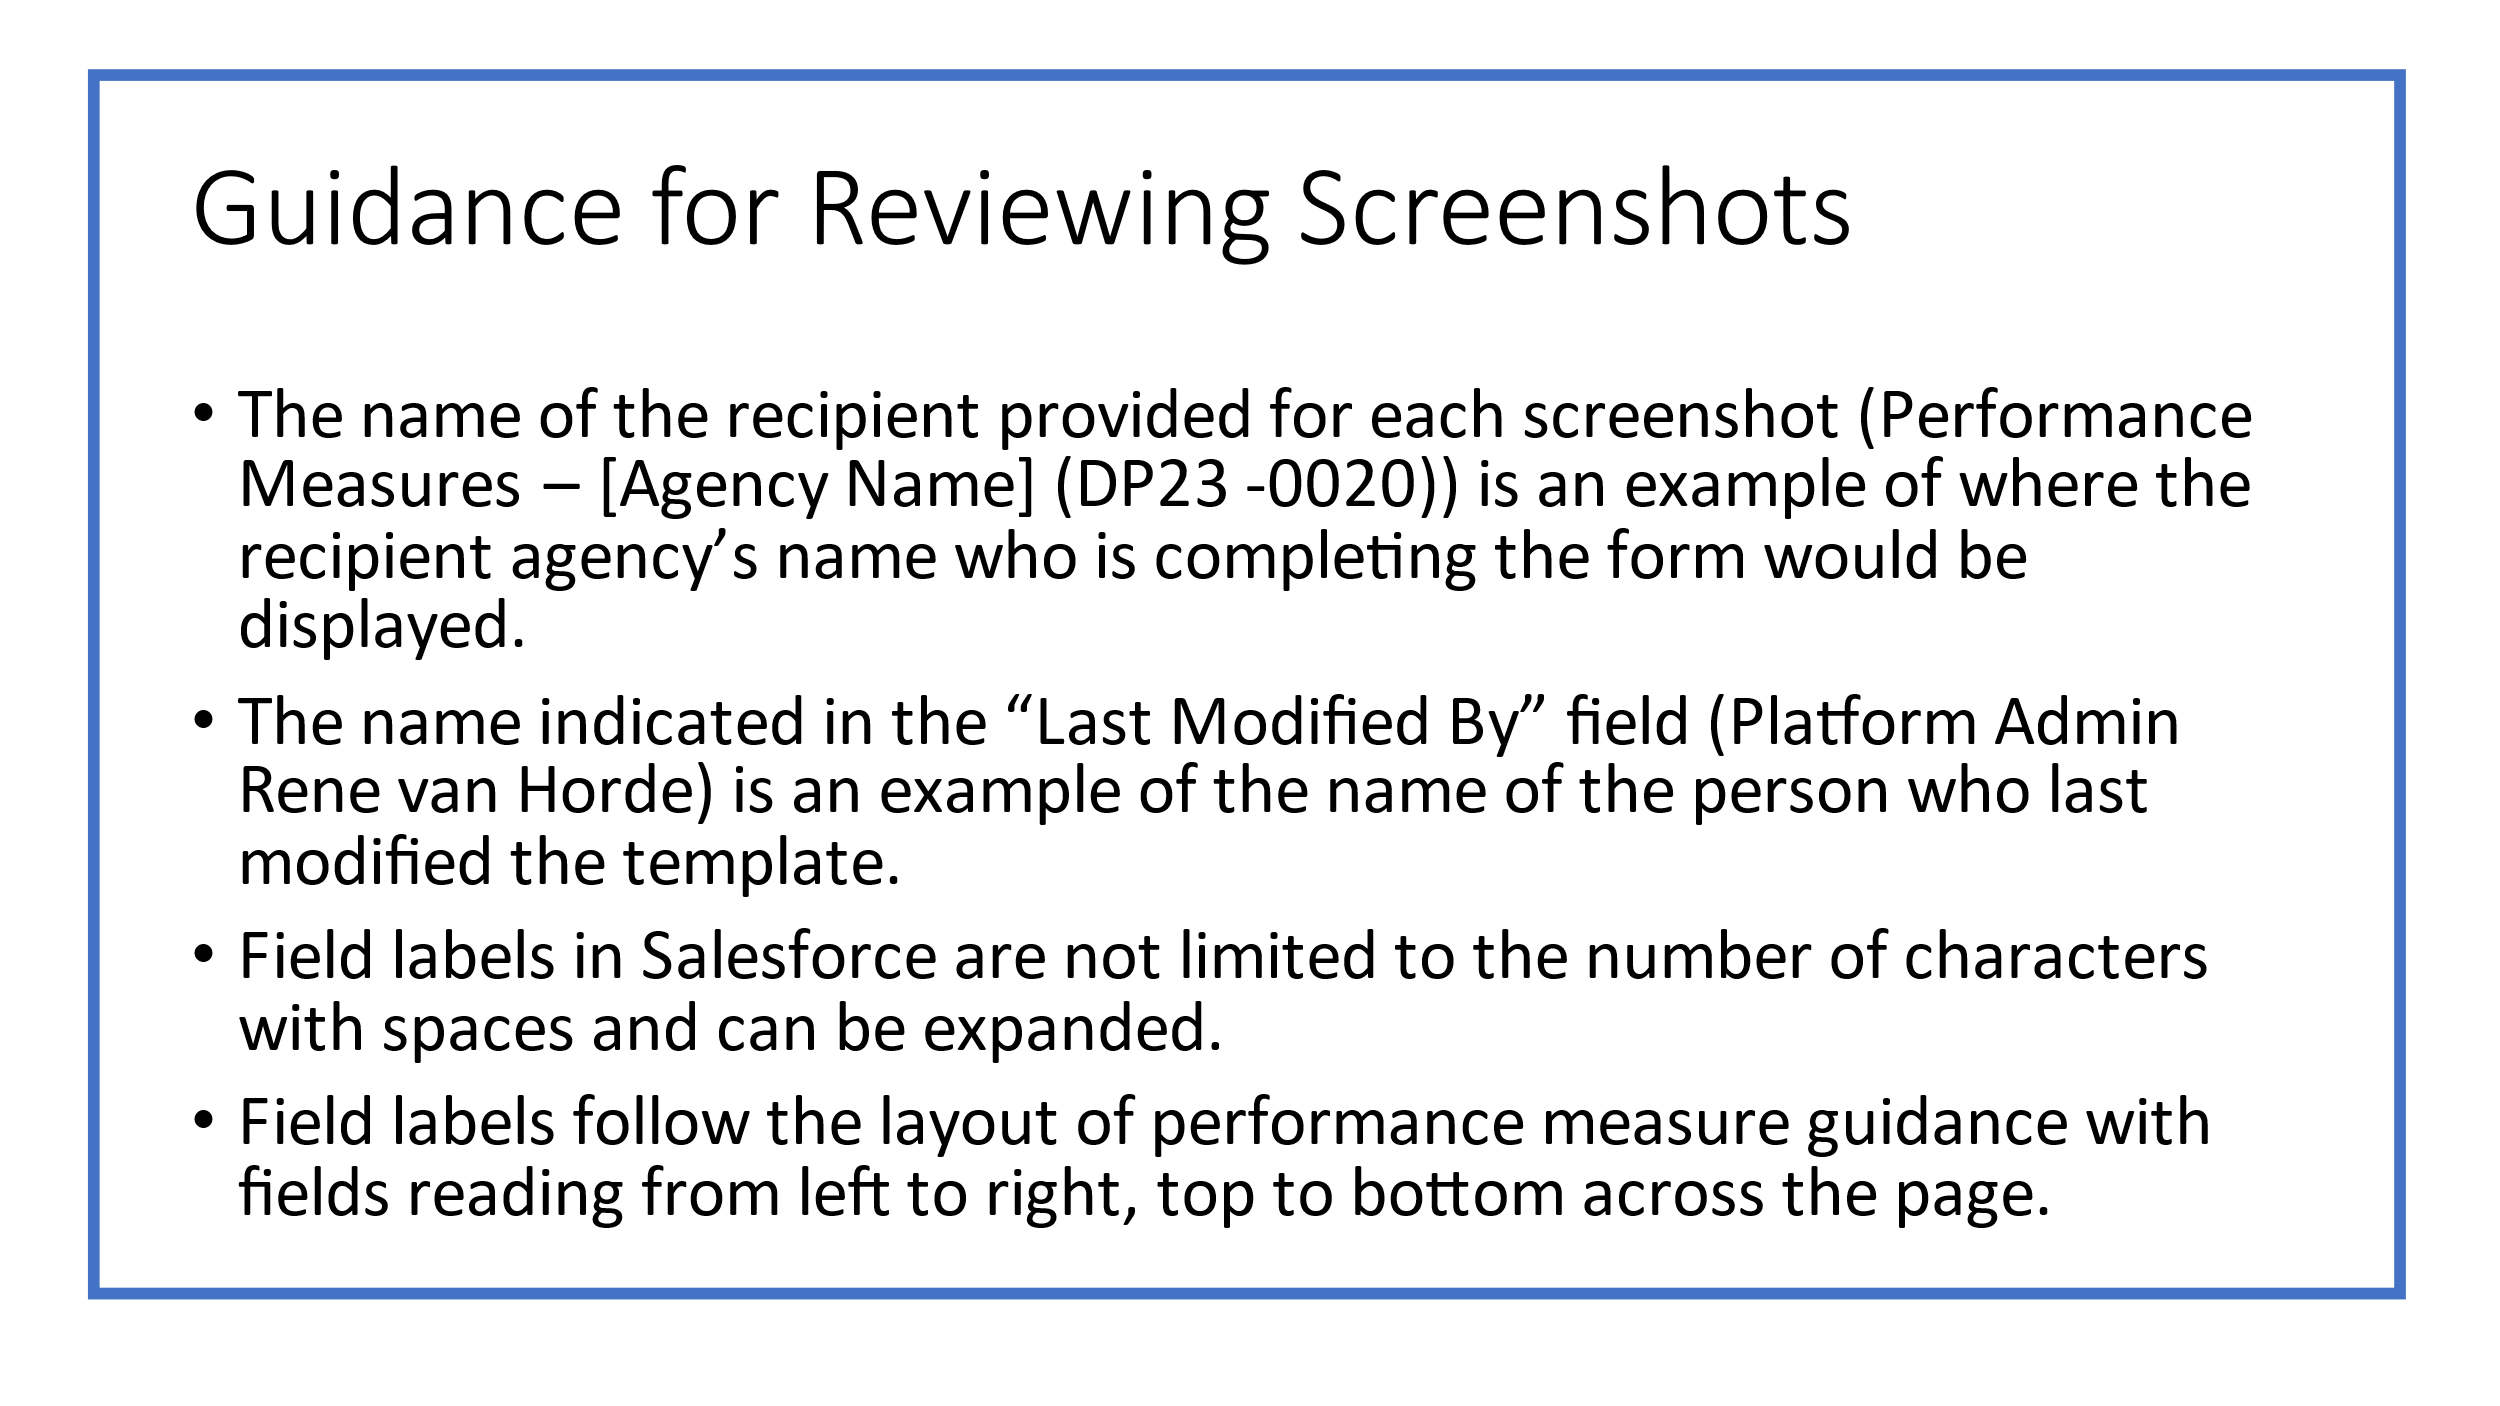 Guidance for Reviewing Screenshots
• The name of the recipient provided for each screenshot (Performance
Measures – [Agency Name] (DP23 -0020)) is an example of where the
recipient agency’s name who is completing the form would be
displayed.
• The name indicated in the “Last Modified By” field (Platform Admin
Rene van Horde) is an example of the name of the person who last
modified the template.
• Field labels in Salesforce are not limited to the number of characters
with spaces and can be expanded.
• Field labels follow the layout of performance measure guidance with
fields reading from left to right, top to bottom across the page.